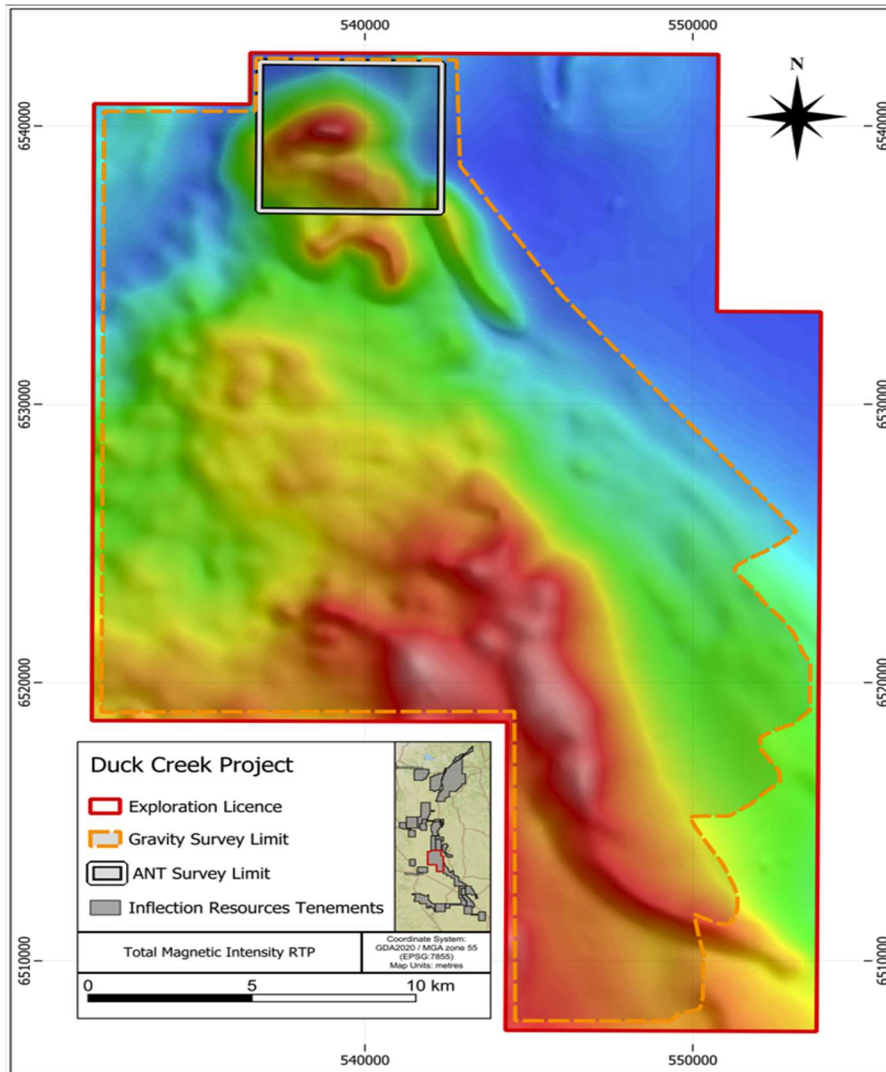 540000
550000
N
6540000
6540000
6530000
6530000
6520000
6520000
Duck Creek Project
Exploration Licence
Gravity Survey Limit
ANT Survey Limit
Inflection Resources Tenements
Total Magnetic Intensity RTP
Coordinate System:
GDA2020 / MGA zone 55
(EPSG:7855)
Map Units: metres
0
5
10 km
6510000
6510000
540000
550000